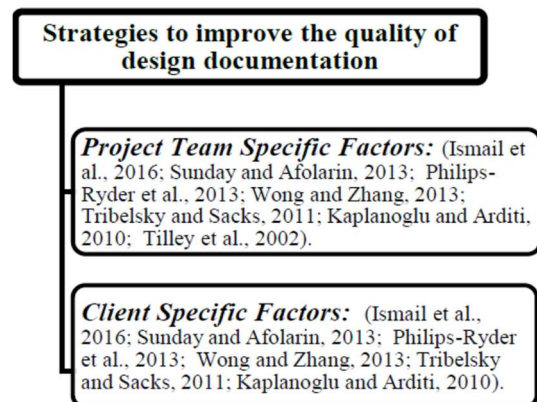 Strategies to improve the quality of
design documentation
Project Team Specific Factors: (Ismail et
al., 2016; Sunday and Afolarin, 2013; Philips-
Ryder et al., 2013; Wong and Zhang, 2013;
Tribelsky and Sacks, 2011; Kaplanoglu and Arditi,
2010; Tilley et al., 2002).
Client Specific Factors: (Ismail et al.,
2016; Sunday and Afolarin, 2013; Philips-Ryder
et al., 2013; Wong and Zhang, 2013; Tribelsky
and Sacks, 2011; Kaplanoglu and Arditi, 2010).